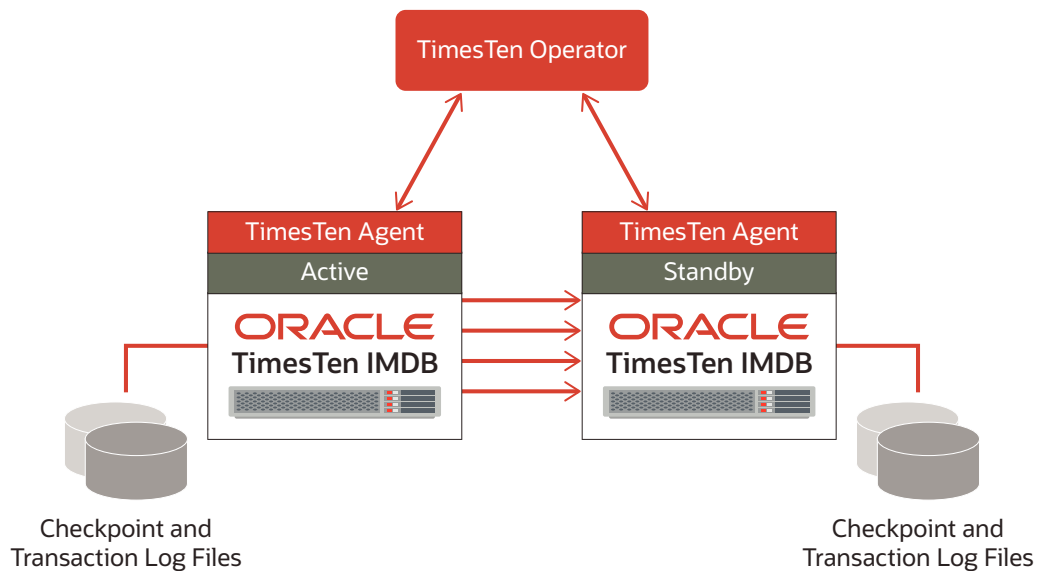 TimesTen Operator
TimesTen Agent
Active
ORACLE
TimesTen IMDB
TimesTen Agent
Standby
ORACLE
TimesTen IMDB
Checkpoint and
Transaction Log Files
Checkpoint and
Transaction Log Files